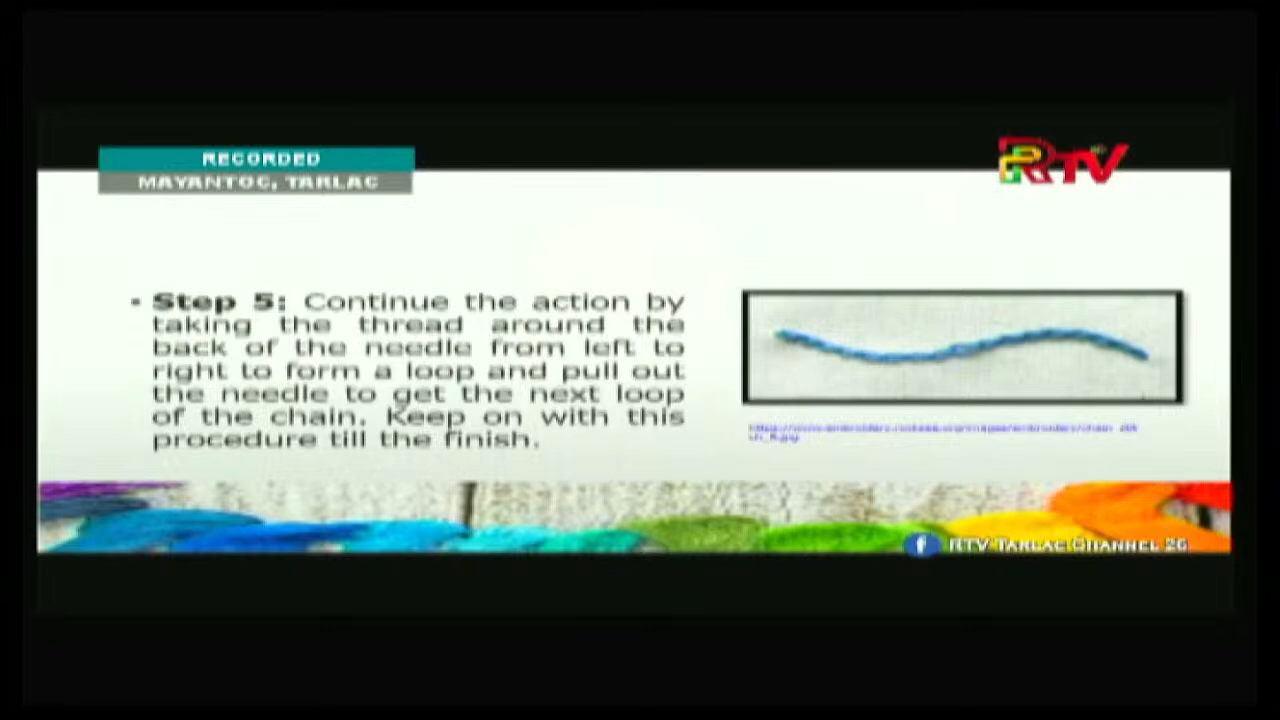 RECORDED
MAYANTOC, TARLAC
RTV
• Step 5: Continue the action by
taking the thread around the
back of the needle from left to
right to form a loop and pull out
the needle to get the next loop
of the chain. Keep on with this
procedure till the finish.
f RTV TARLAC CHANNEL 26